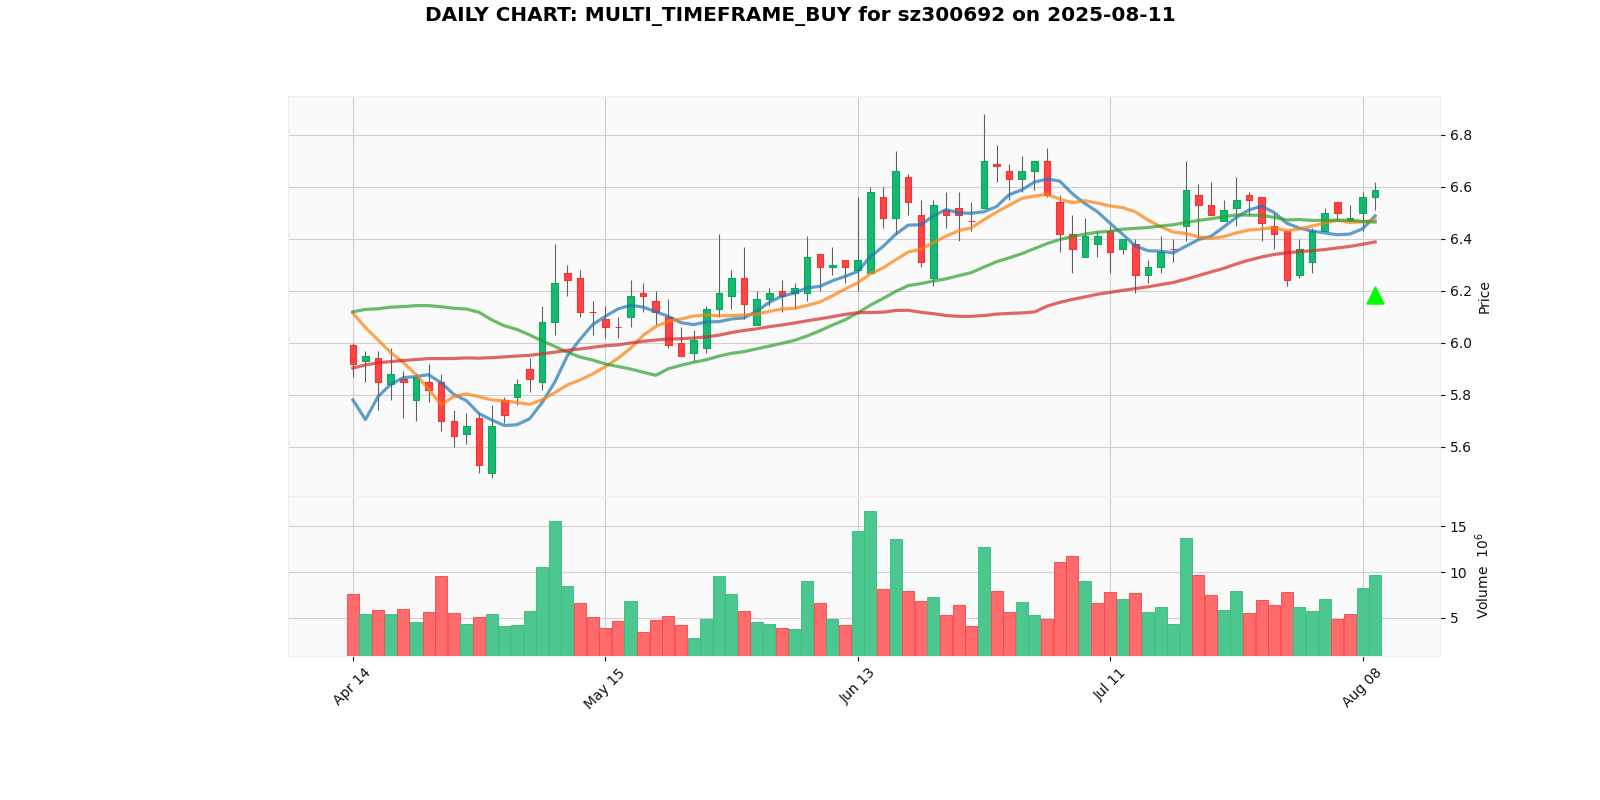 DAILY CHART: MULTI_TIMEFRAME_BUY for sz300692 on 2025-08-11
6.8
6.6
6.4
6.2
6.0
5.8
5.6
Price
15
10
5
Volume 10⁶
Apr 14
May 15
Jun 13
Jul 11
Aug 08